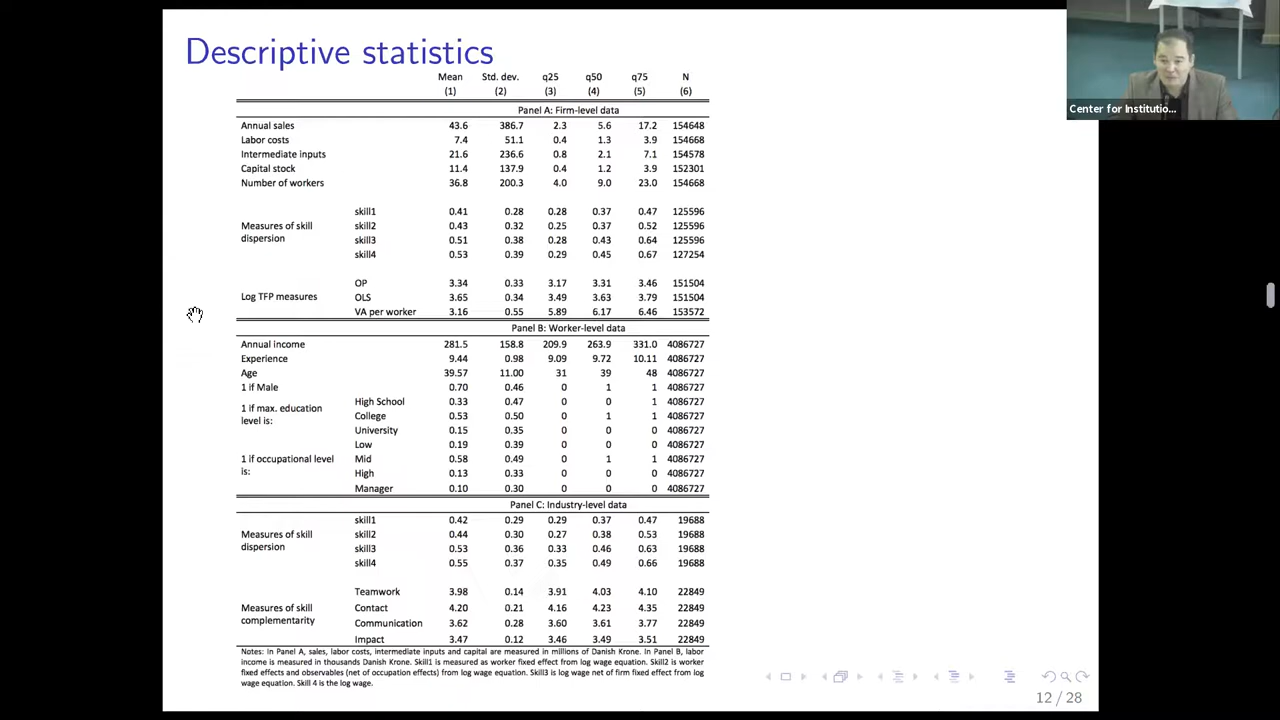 Descriptive statistics
Mean Std. dev. q25 q50 q75 N
(1) (2) (3) (4) (5) (6)
Panel A: Firm-level data
Annual sales 43.6 386.7 2.3 5.6 17.2 154648
Labor costs 7.4 51.1 0.4 1.3 3.9 154668
Intermediate inputs 21.6 236.6 0.8 2.1 7.1 154578
Capital stock 11.4 137.9 0.4 1.2 3.9 152301
Number of workers 36.8 200.3 4.0 9.0 23.0 154668
skill1 0.41 0.28 0.28 0.37 0.47 125596
Measures of skill skill2 0.43 0.32 0.25 0.37 0.52 125596
dispersion skill3 0.51 0.38 0.28 0.43 0.64 125596
skill4 0.53 0.39 0.29 0.45 0.67 127254
OP 3.34 0.33 3.17 3.31 3.46 151504
Log TFP measures OLS 3.65 0.34 3.49 3.63 3.79 151504
VA per worker 3.16 0.55 5.89 6.17 6.46 153572
Panel B: Worker-level data
Annual income 281.5 158.8 209.9 263.9 331.0 4086727
Experience 9.44 0.98 9.09 9.72 10.11 4086727
Age 39.57 11.00 31 39 48 4086727
1 if Male 0.70 0.46 0 1 1 4086727
High School 0.33 0.47 0 0 1 4086727
1 if max. education
level is: College 0.53 0.50 0 1 1 4086727
University 0.15 0.35 0 0 0 4086727
Low 0.19 0.39 0 0 0 4086727
1 if occupational level Mid 0.58 0.49 0 1 1 4086727
is: High 0.13 0.33 0 0 0 4086727
Manager 0.10 0.30 0 0 0 4086727
Panel C: Industry-level data
skill1 0.42 0.29 0.29 0.37 0.47 19688
Measures of skill skill2 0.44 0.30 0.27 0.38 0.53 19688
dispersion skill3 0.53 0.36 0.33 0.46 0.63 19688
skill4 0.55 0.37 0.35 0.49 0.66 19688
Teamwork 3.98 0.14 3.91 4.03 4.10 22849
Measures of skill Contact 4.20 0.21 4.16 4.23 4.35 22849
complementarity Communication 3.62 0.28 3.60 3.61 3.77 22849
Impact 3.47 0.12 3.46 3.49 3.51 22849
Notes: In Panel A, sales, labor costs, intermediate inputs and capital are measured in millions of Danish Krone. In Panel B, labor
income is measured in thousands Danish Krone. Skill1 is measured as worker fixed effect from log wage equation. Skill2 is worker
fixed effects and observables (net of occupation effects) from log wage equation. Skill3 is log wage net of firm fixed effect from log
wage equation. Skill 4 is the log wage.
12 / 28
Center for Institutio...